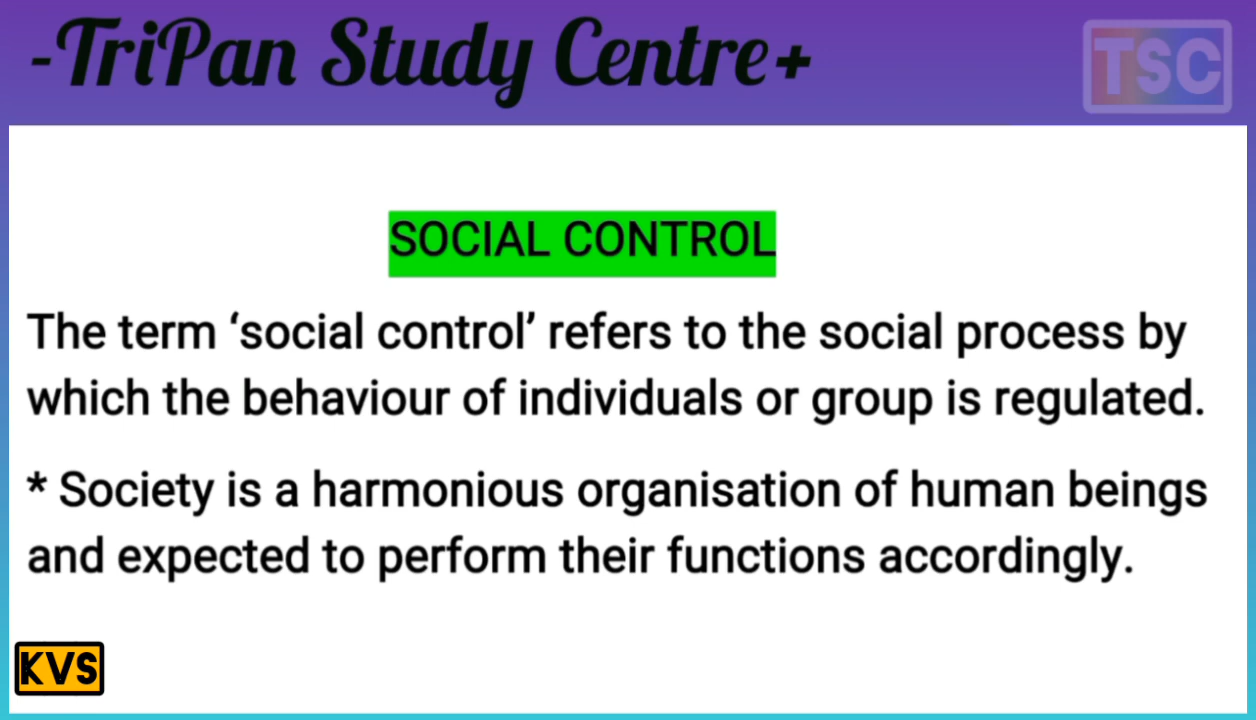 -TriPan Study Centre+
TSC
SOCIAL CONTROL
The term ‘social control’ refers to the social process by
which the behaviour of individuals or group is regulated.
* Society is a harmonious organisation of human beings
and expected to perform their functions accordingly.
KVS